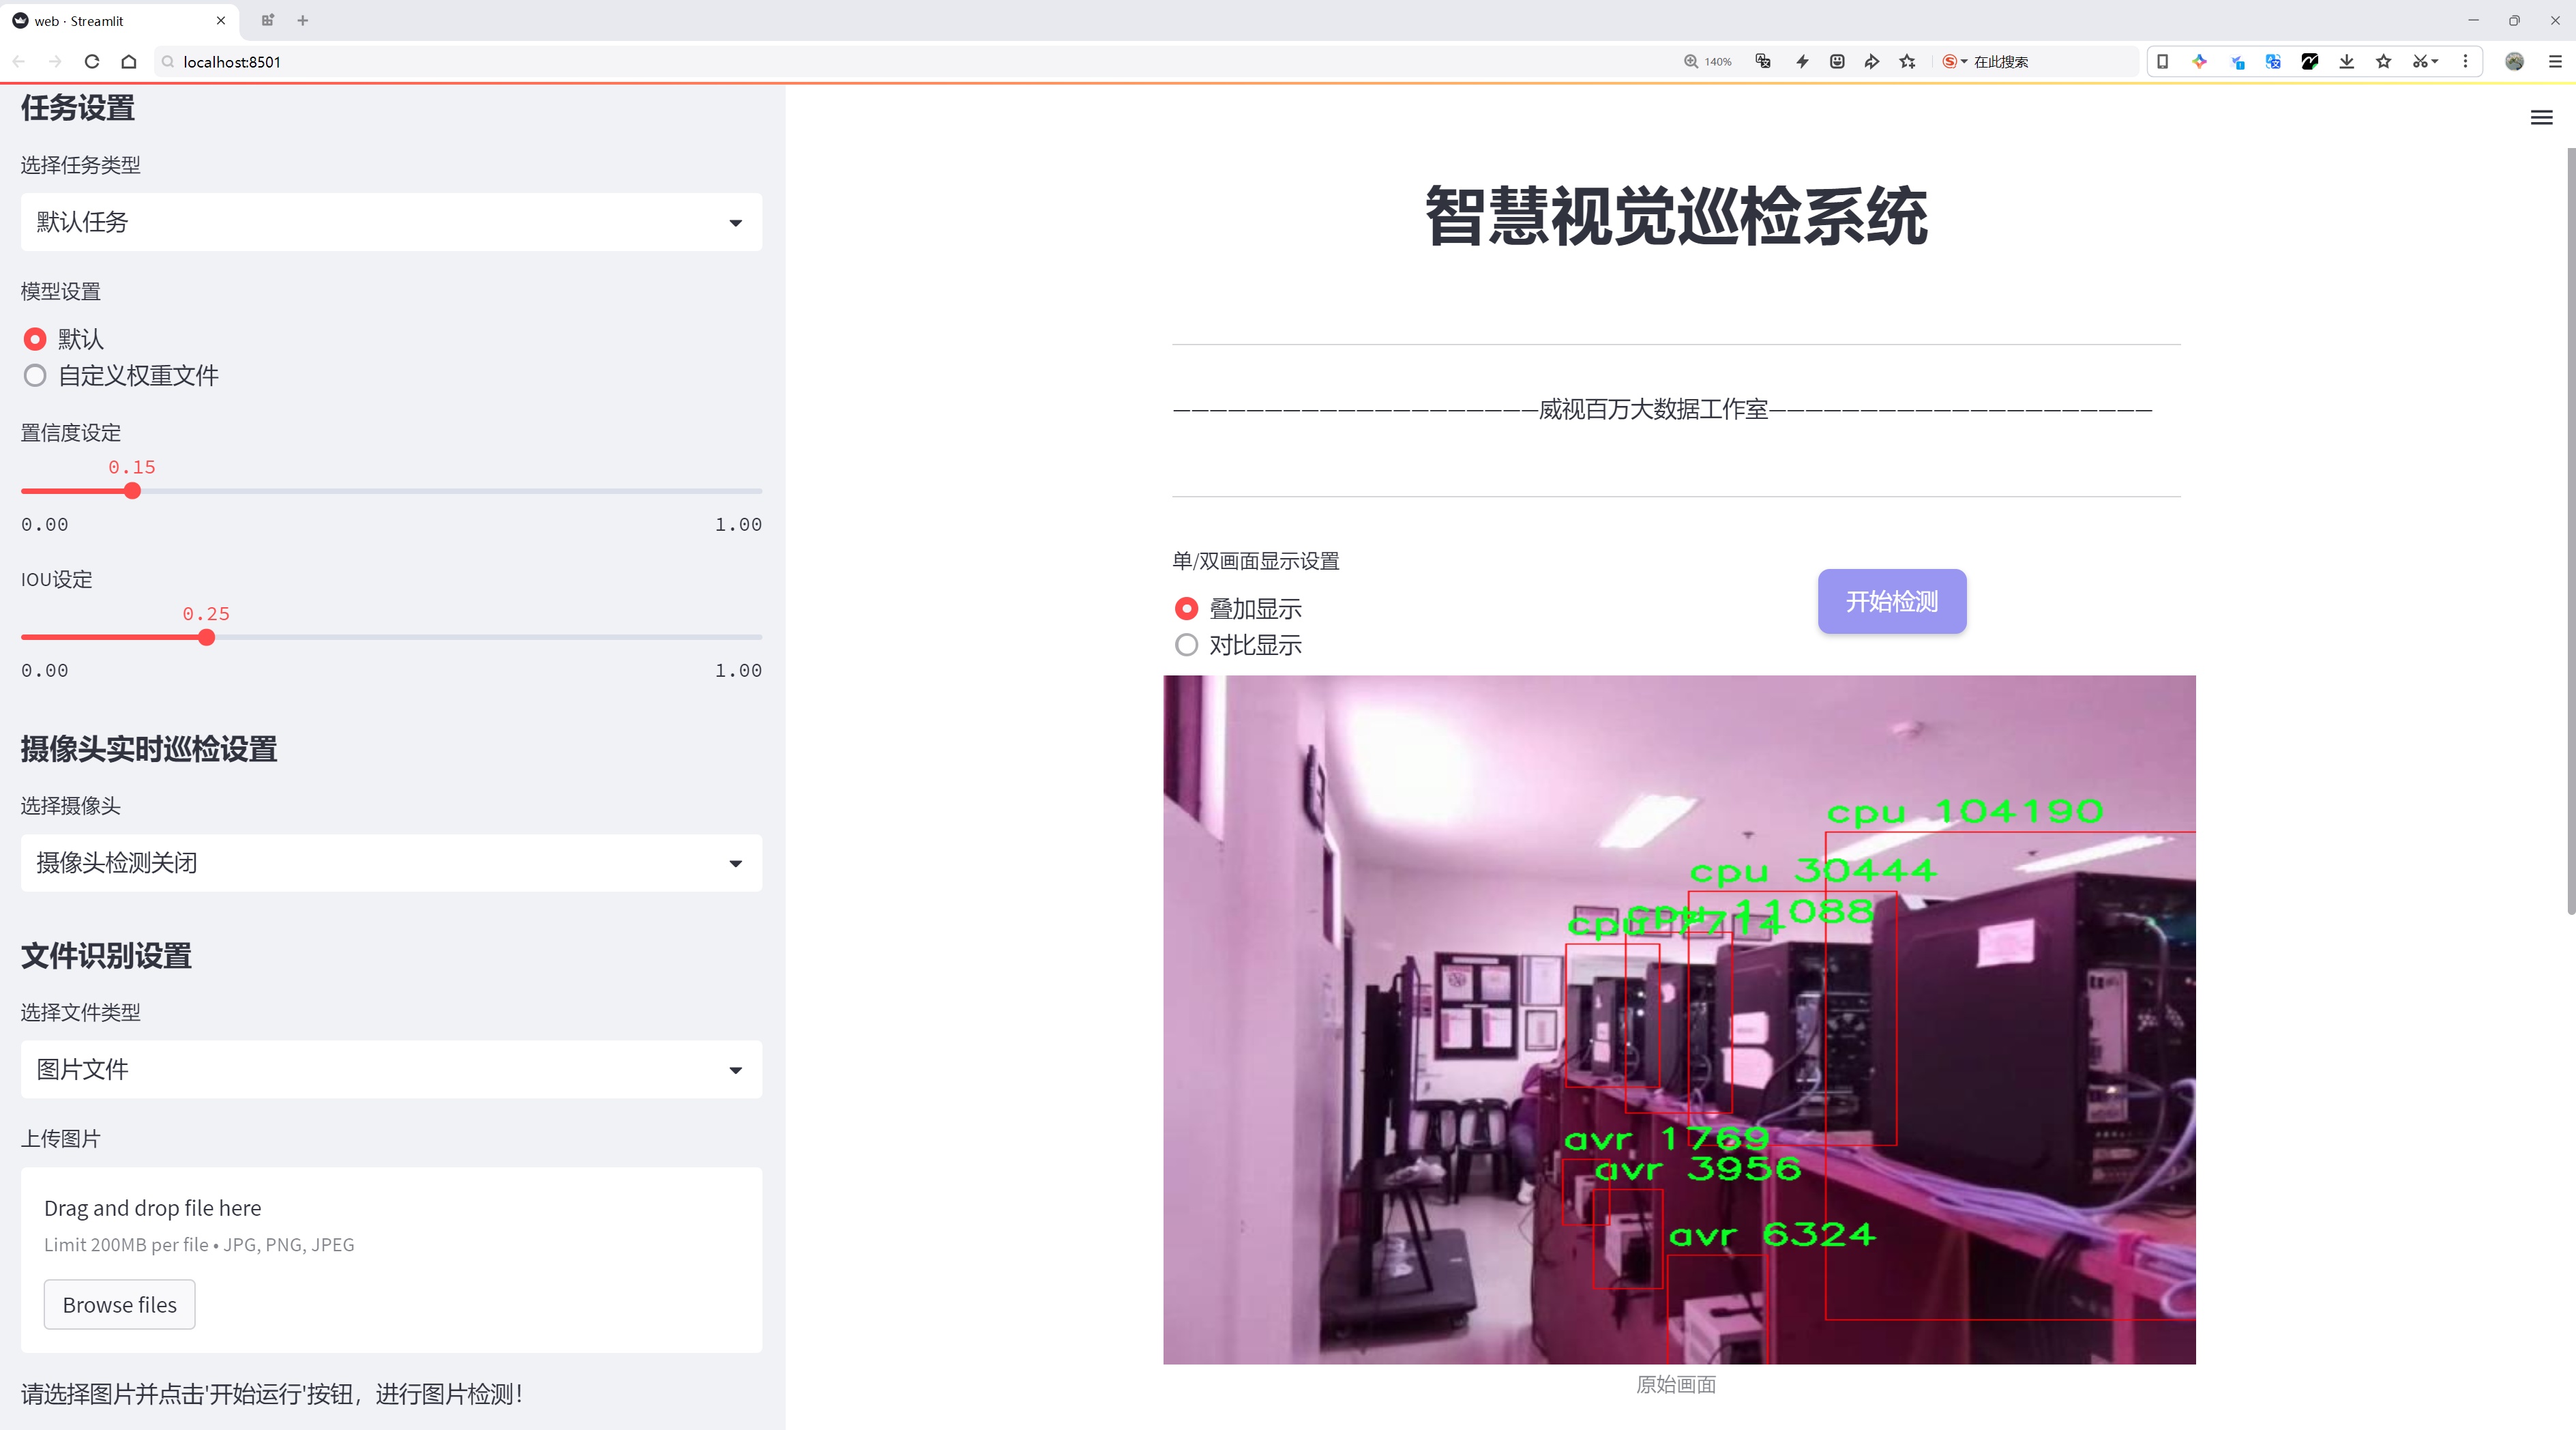 web · Streamlit
localhost:8501
140%
在此搜索
任务设置
选择任务类型
默认任务
模型设置
默认
自定义权重文件
置信度设定
0.15
0.00
1.00
IOU设定
0.25
0.00
1.00
摄像头实时巡检设置
选择摄像头
摄像头检测关闭
文件识别设置
选择文件类型
图片文件
上传图片
Drag and drop file here
Limit 200MB per file • JPG, PNG, JPEG
Browse files
请选择图片并点击'开始运行'按钮，进行图片检测！
智慧视觉巡检系统
————————————————————威视百万大数据工作室—————————————————————
单/双画面显示设置
叠加显示
对比显示
开始检测
cpu 104190
cpu 30444
cpu 11088
cpu 7714
avr 1769
avr 3956
avr 6324
原始画面